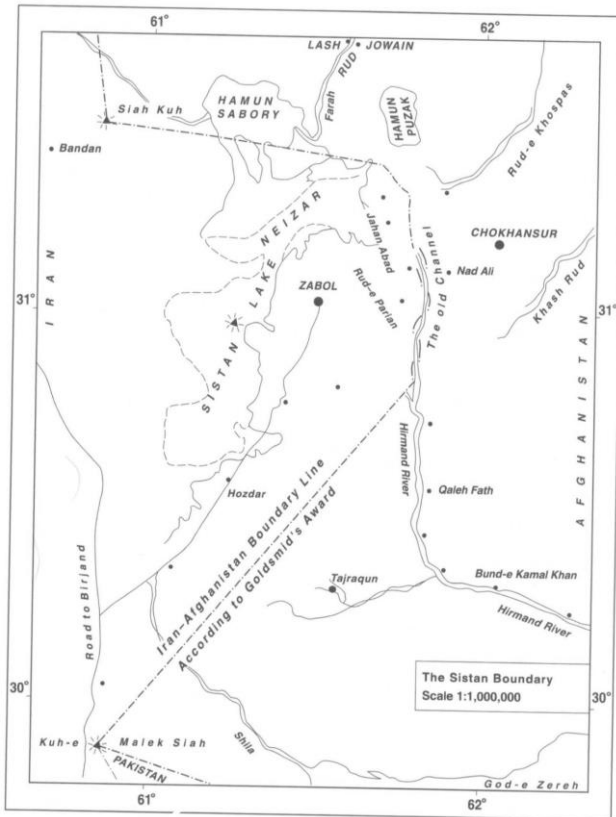 61°
62°
LASH
JOWAIN
Farah
RUD
Siah Kuh
HAMUN
SABORY
HAMUN
PUZAK
Rud-e Khospas
Bandan
NEIZAR
Jahan Abad
CHOKHANSUR
SISTAN LAKE
ZABOL
Rud-e Parian
The old Channel
Nad Ali
Khash Rud
31°
31°
IRAN
AFGHANISTAN
Hirmand River
Hozdar
Qaleh Fath
Iran-Afghanistan Boundary Line
According to Goldsmid's Award
Tajraqun
Bund-e Kamal Khan
Hirmand River
Road to Birjand
The Sistan Boundary
Scale 1:1,000,000
30°
30°
Kuh-e Malek Siah
PAKISTAN
Shila
God-e Zereh
61°
62°